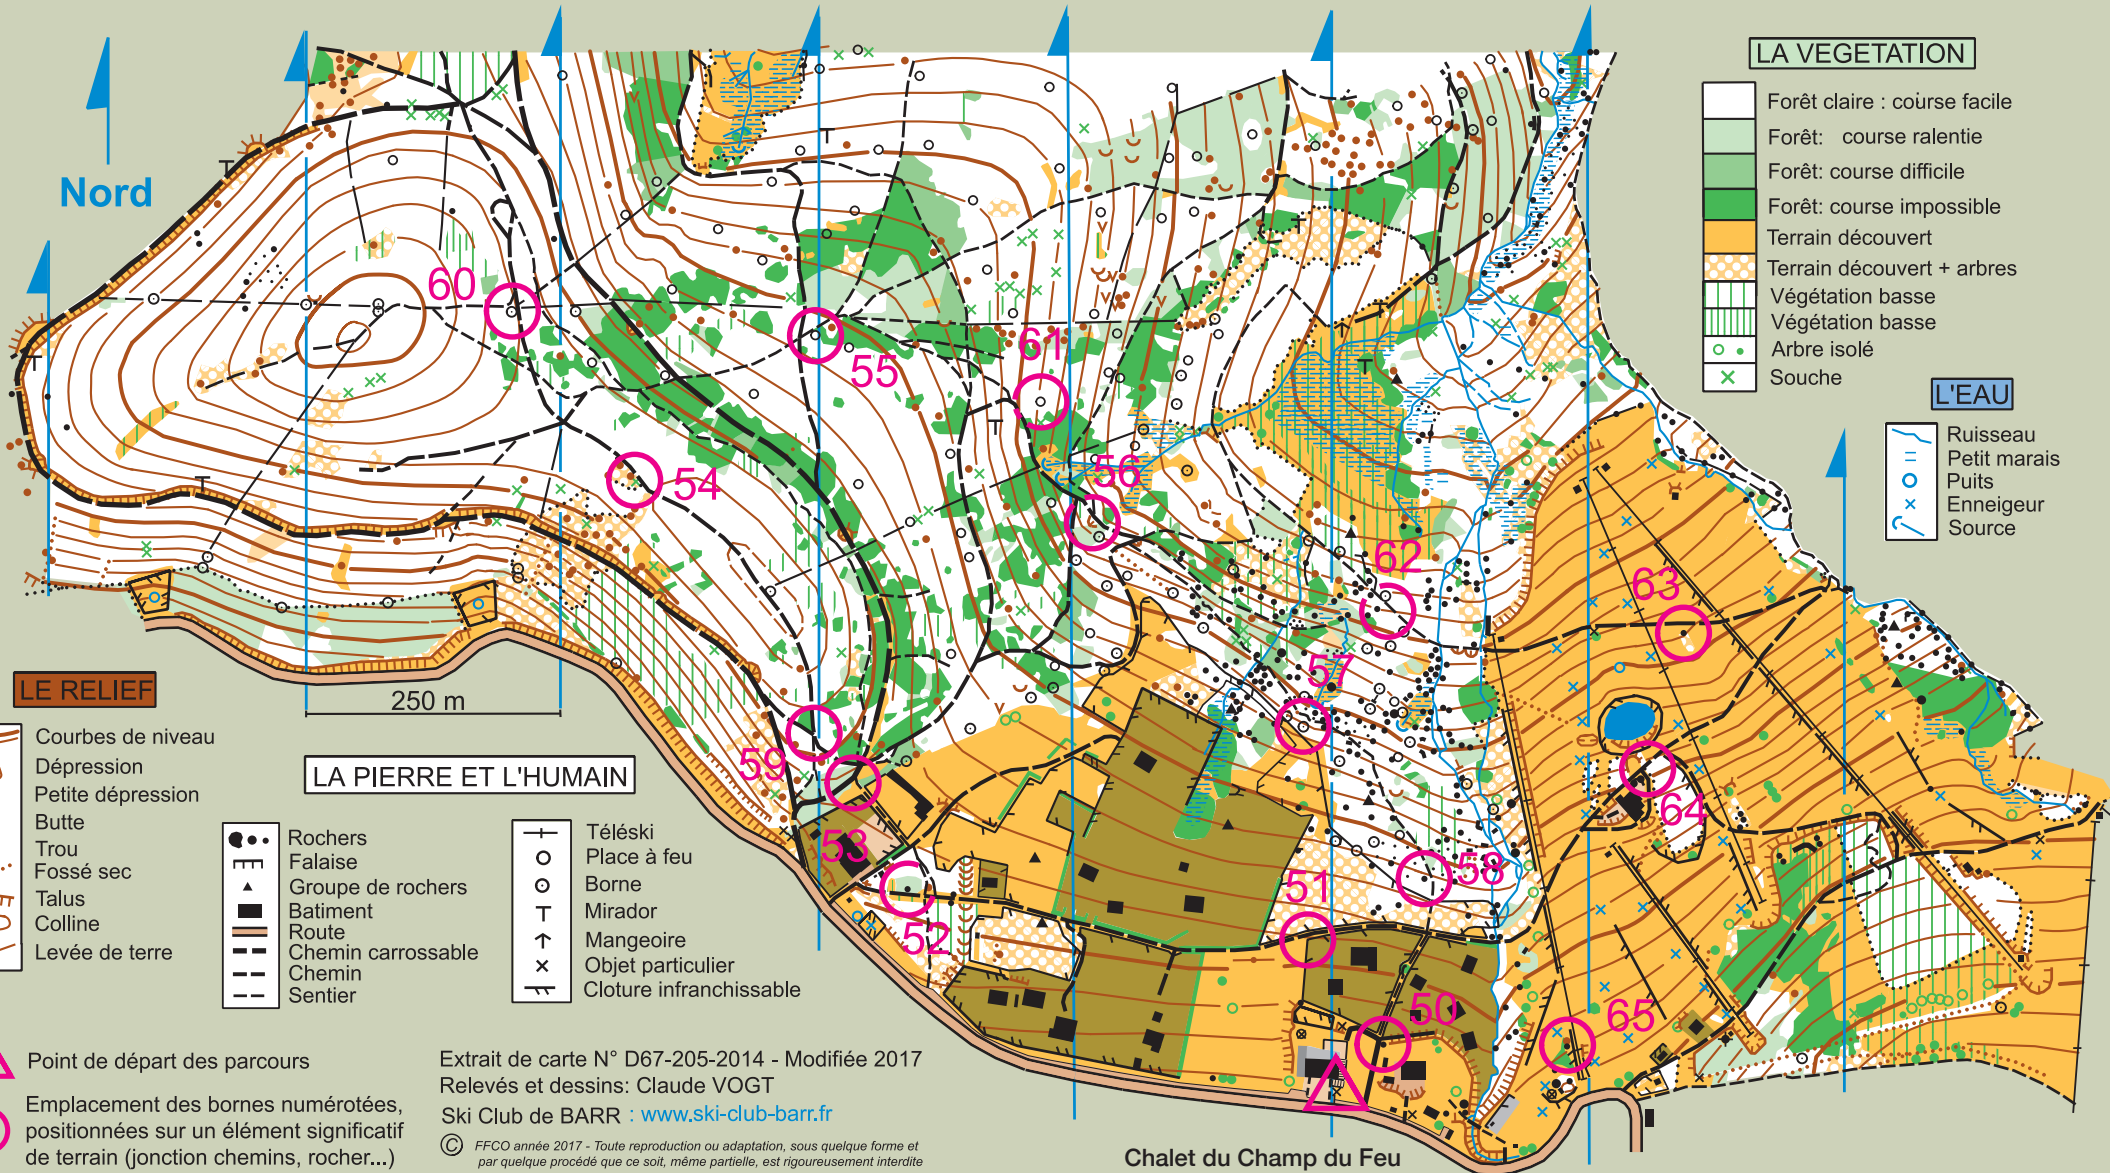 Nord
LA VEGETATION
Forêt claire : course facile
Forêt: course ralentie
Forêt: course difficile
Forêt: course impossible
Terrain découvert
Terrain découvert + arbres
Végétation basse
Végétation basse
Arbre isolé
Souche
L'EAU
Ruisseau
Petit marais
Puits
Enneigeur
Source
60
55
61
54
56
62
63
57
59
53
64
58
51
52
50
65
250 m
LE RELIEF
Courbes de niveau
Dépression
Petite dépression
Butte
Trou
Fossé sec
Talus
Colline
Levée de terre
LA PIERRE ET L'HUMAIN
Rochers
Falaise
Groupe de rochers
Batiment
Route
Chemin carrossable
Chemin
Sentier
Téléski
Place à feu
Borne
Mirador
Mangeoire
Objet particulier
Cloture infranchissable
Point de départ des parcours
Emplacement des bornes numérotées,
positionnées sur un élément significatif
de terrain (jonction chemins, rocher...)
Extrait de carte N° D67-205-2014 - Modifiée 2017
Relevés et dessins: Claude VOGT
Ski Club de BARR : www.ski-club-barr.fr
© FFCO année 2017 - Toute reproduction ou adaptation, sous quelque forme et
par quelque procédé que ce soit, même partielle, est rigoureusement interdite
Chalet du Champ du Feu